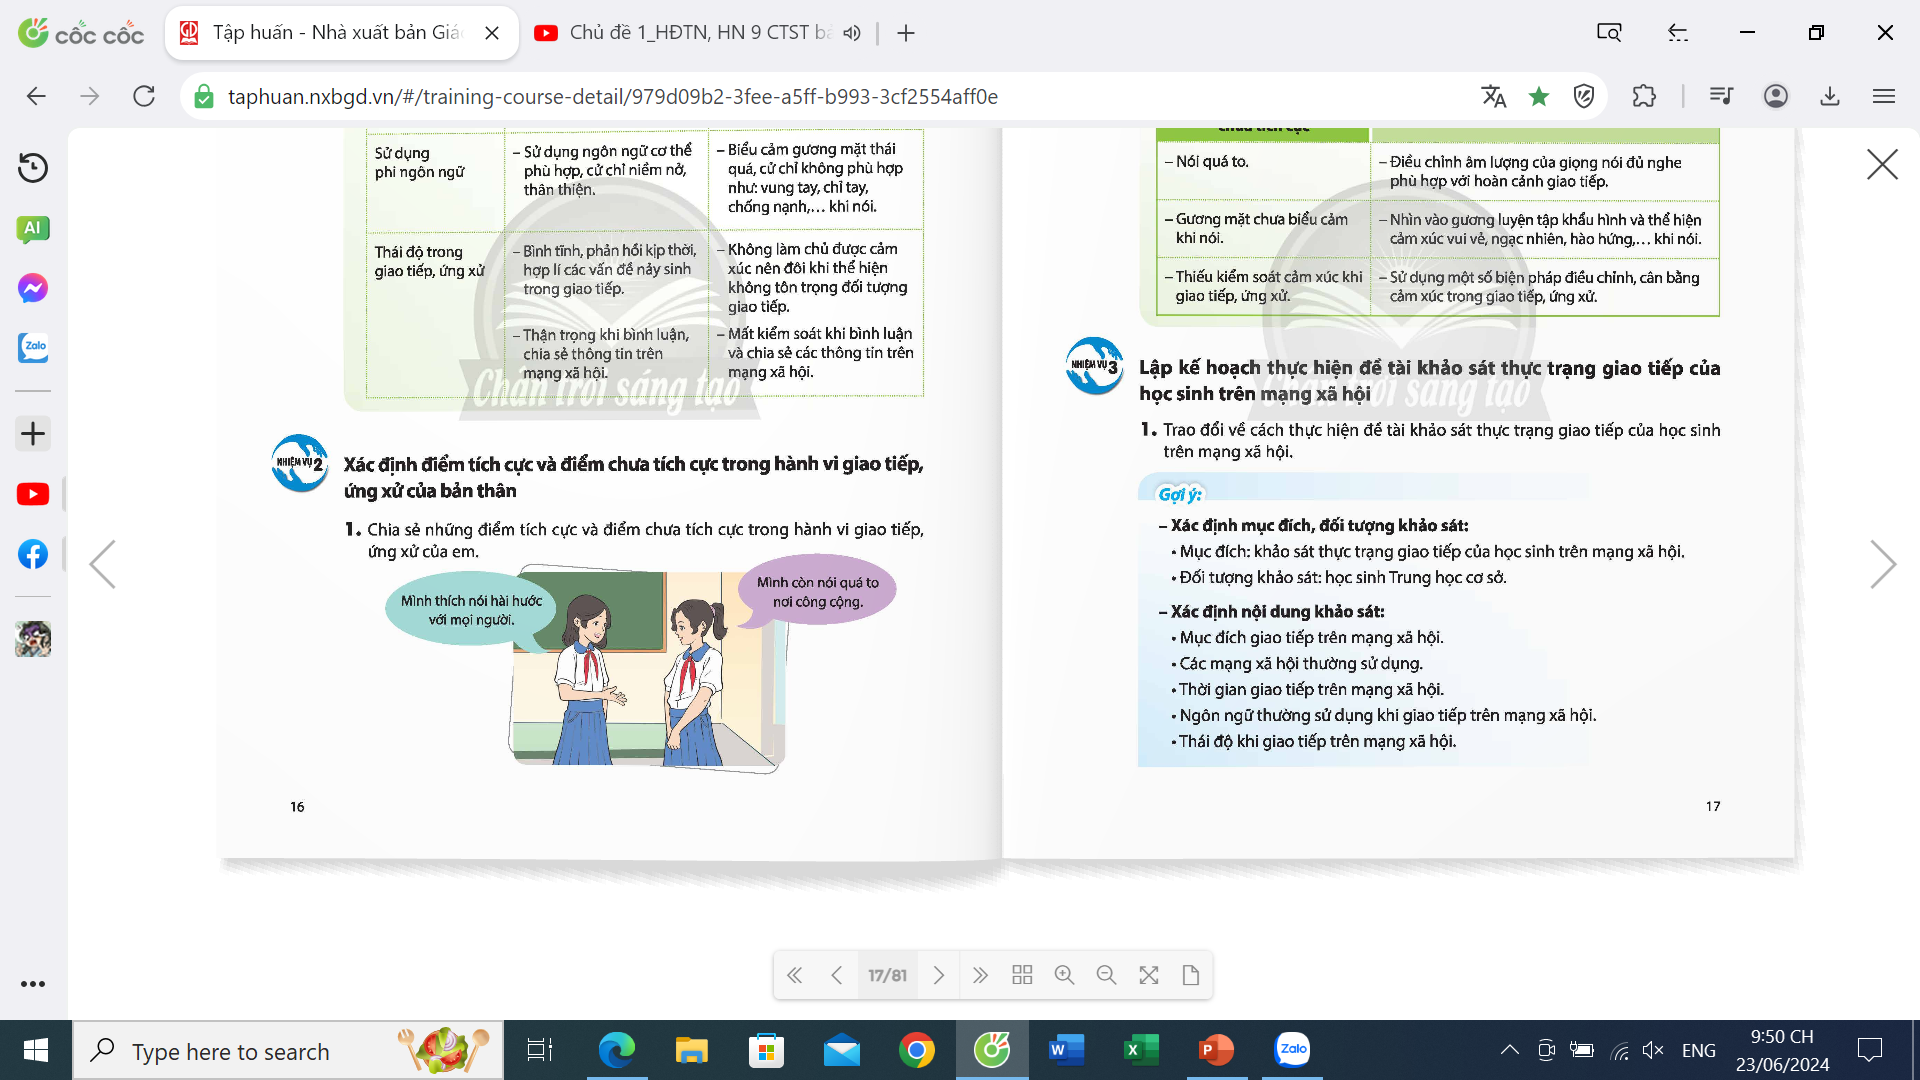 cốc cốc
Tập huấn - Nhà xuất bản Giáo
Chủ đề 1_HĐTN, HN 9 CTST bả
taphuan.nxbgd.vn/#/training-course-detail/979d09b2-3fee-a5ff-b993-3cf2554aff0e
AI
Zalo
Sử dụng
phi ngôn ngữ
– Sử dụng ngôn ngữ cơ thể
phù hợp, cử chỉ niềm nở,
thân thiện.
– Biểu cảm gương mặt thái
quá, cử chỉ không phù hợp
như: vung tay, chỉ tay,
chống nạnh,... khi nói.
Thái độ trong
giao tiếp, ứng xử
– Bình tĩnh, phản hồi kịp thời,
hợp lí các vấn đề nảy sinh
trong giao tiếp.
– Thận trọng khi bình luận,
chia sẻ thông tin trên
mạng xã hội.
– Không làm chủ được cảm
xúc nên đôi khi thể hiện
không tôn trọng đối tượng
giao tiếp.
– Mất kiểm soát khi bình luận
và chia sẻ các thông tin trên
mạng xã hội.
Chân trời sáng tạo
NHIỆM VỤ 2
Xác định điểm tích cực và điểm chưa tích cực trong hành vi giao tiếp,
ứng xử của bản thân
1. Chia sẻ những điểm tích cực và điểm chưa tích cực trong hành vi giao tiếp,
ứng xử của em.
Mình thích nói hài hước
với mọi người.
Mình còn nói quá to
nơi công cộng.
16
chưa tích cực
– Nói quá to.
– Điều chỉnh âm lượng của giọng nói đủ nghe
phù hợp với hoàn cảnh giao tiếp.
– Gương mặt chưa biểu cảm
khi nói.
– Nhìn vào gương luyện tập khẩu hình và thể hiện
cảm xúc vui vẻ, ngạc nhiên, hào hứng,... khi nói.
– Thiếu kiểm soát cảm xúc khi
giao tiếp, ứng xử.
– Sử dụng một số biện pháp điều chỉnh, cân bằng
cảm xúc trong giao tiếp, ứng xử.
Chân trời sáng tạo
NHIỆM VỤ 3
Lập kế hoạch thực hiện đề tài khảo sát thực trạng giao tiếp của
học sinh trên mạng xã hội
1. Trao đổi về cách thực hiện đề tài khảo sát thực trạng giao tiếp của học sinh
trên mạng xã hội.
Gợi ý:
– Xác định mục đích, đối tượng khảo sát:
• Mục đích: khảo sát thực trạng giao tiếp của học sinh trên mạng xã hội.
• Đối tượng khảo sát: học sinh Trung học cơ sở.
– Xác định nội dung khảo sát:
• Mục đích giao tiếp trên mạng xã hội.
• Các mạng xã hội thường sử dụng.
• Thời gian giao tiếp trên mạng xã hội.
• Ngôn ngữ thường sử dụng khi giao tiếp trên mạng xã hội.
• Thái độ khi giao tiếp trên mạng xã hội.
17
17/81
Type here to search
Zalo
ENG
9:50 CH
23/06/2024